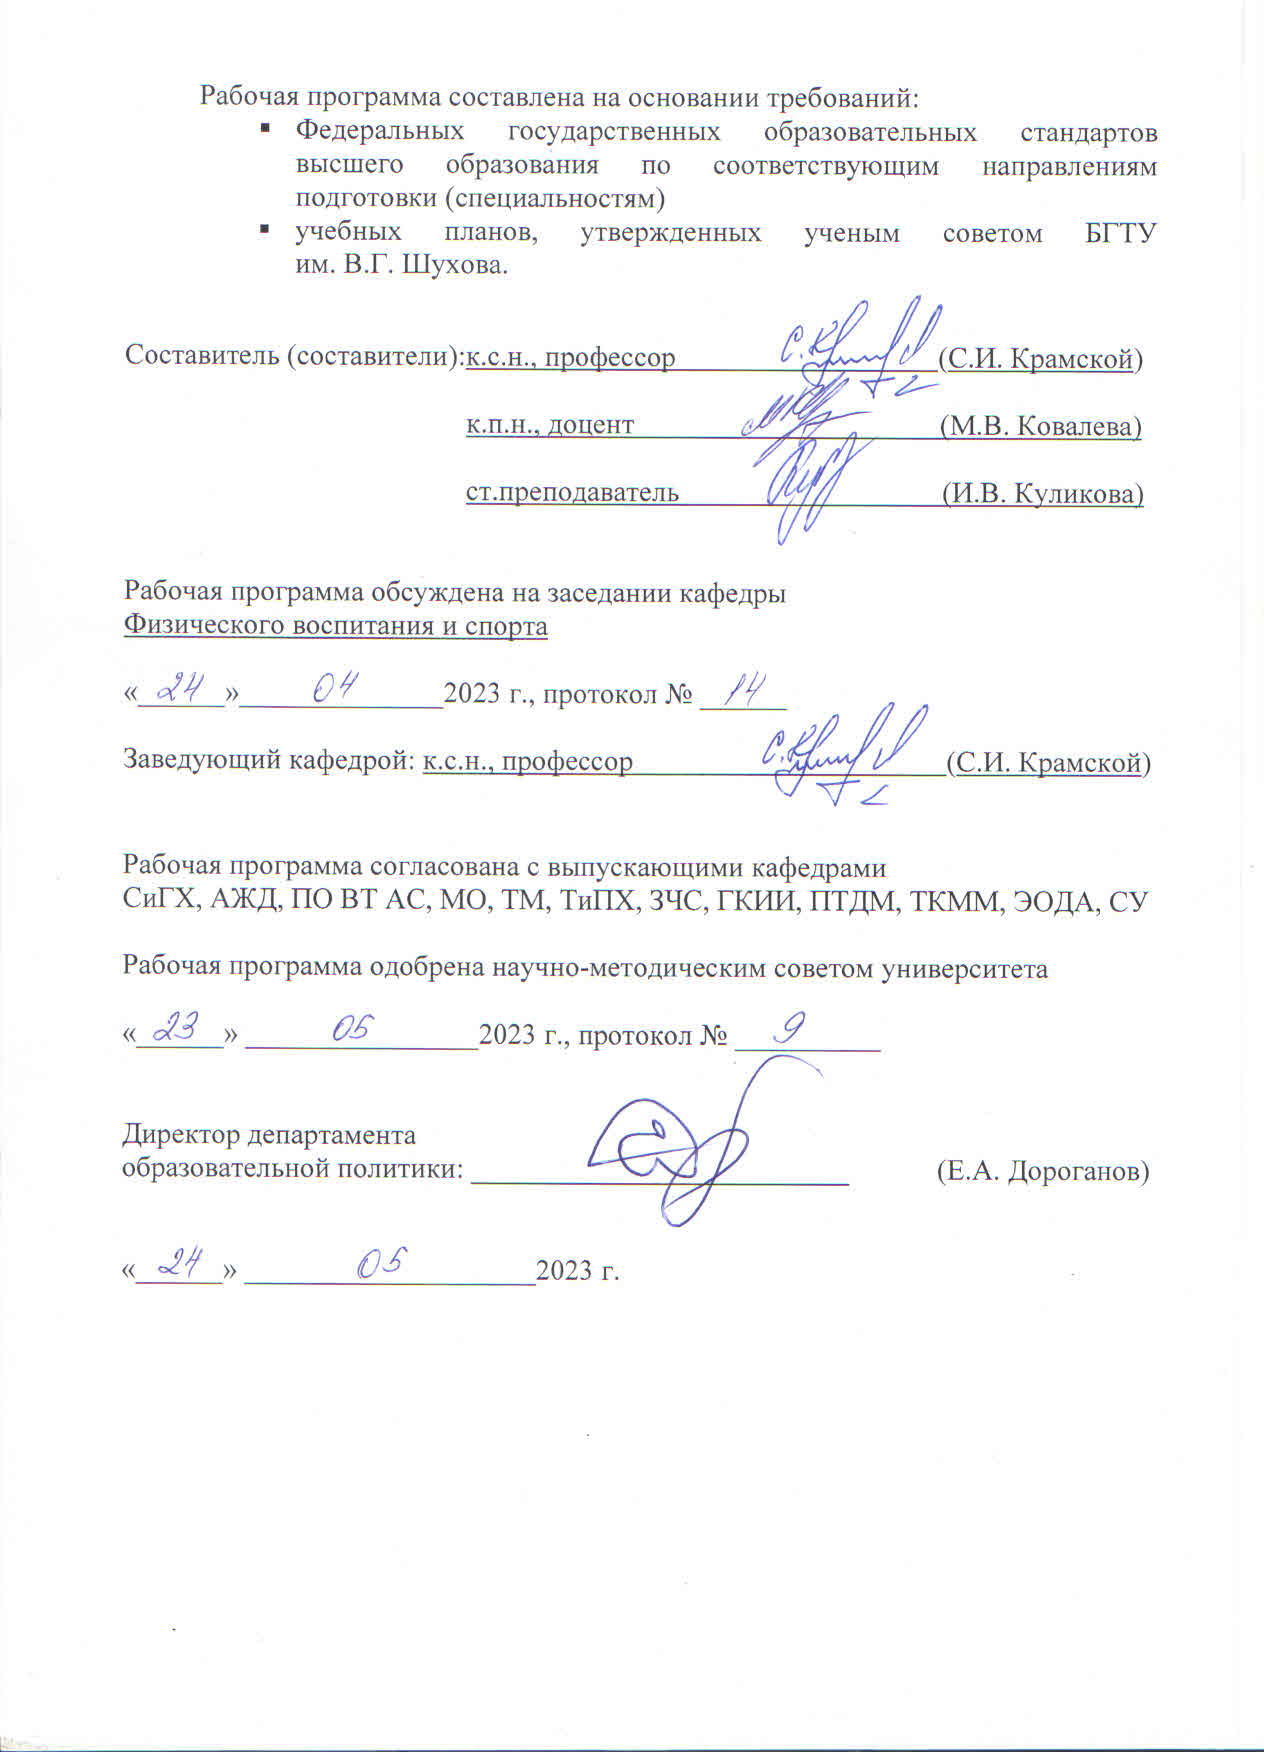 Рабочая программа составлена на основании требований:
▪ Федеральных государственных образовательных стандартов
высшего образования по соответствующим направлениям
подготовки (специальностям)
▪ учебных планов, утвержденных ученым советом БГТУ
им. В.Г. Шухова.
Составитель (составители):к.с.н., профессор (С.И. Крамской)
к.п.н., доцент (М.В. Ковалева)
ст.преподаватель (И.В. Куликова)
Рабочая программа обсуждена на заседании кафедры
Физического воспитания и спорта
«24» 04 2023 г., протокол № 14
Заведующий кафедрой: к.с.н., профессор (С.И. Крамской)
Рабочая программа согласована с выпускающими кафедрами
СиГХ, АЖД, ПО ВТ АС, МО, ТМ, ТиПХ, ЗЧС, ГКИИ, ПТДМ, ТКММ, ЭОДА, СУ
Рабочая программа одобрена научно-методическим советом университета
«23» 05 2023 г., протокол № 9
Директор департамента
образовательной политики: (Е.А. Дороганов)
«24» 05 2023 г.